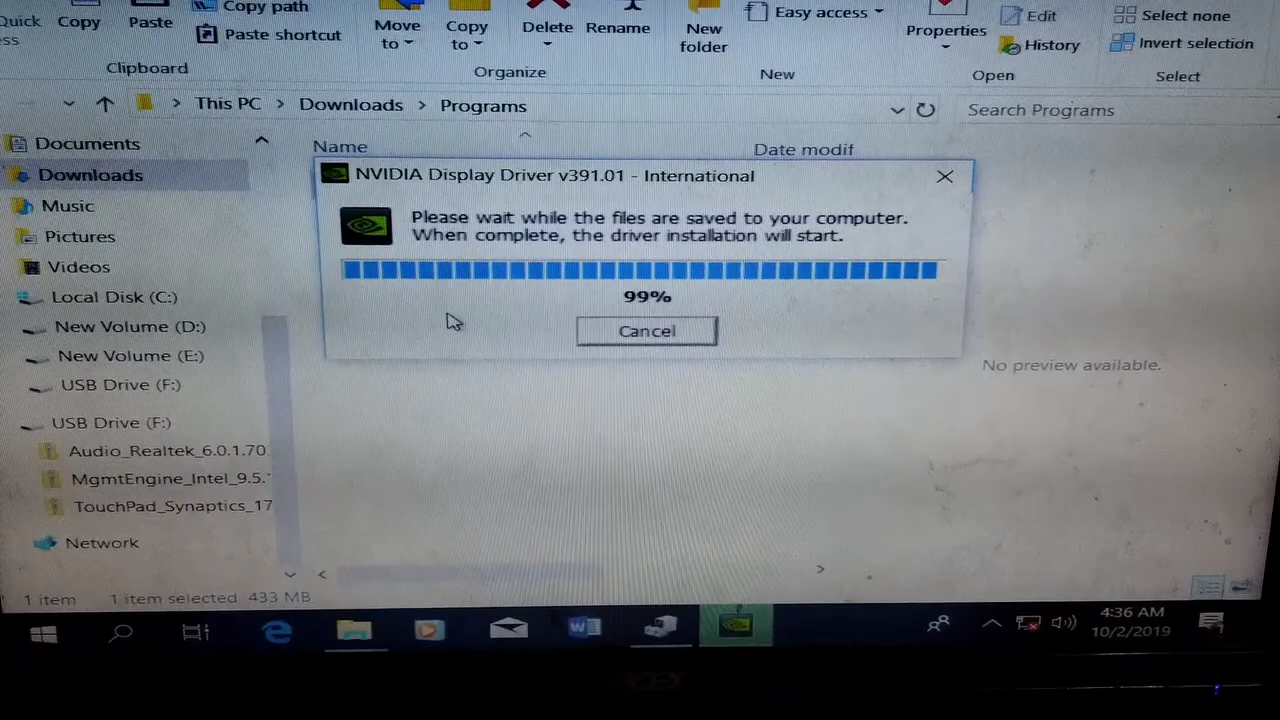 Quick
Copy
Paste
Copy path
Paste shortcut
Clipboard
Move
to
Copy
to
Delete
Rename
Organize
New
folder
Easy access
New
Properties
Edit
History
Open
Select none
Invert selection
Select
This PC > Downloads > Programs
Search Programs
Documents
Downloads
Music
Pictures
Videos
Local Disk (C:)
New Volume (D:)
New Volume (E:)
USB Drive (F:)
USB Drive (F:)
Audio_Realtek_6.0.1.70
MgmtEngine_Intel_9.5.
TouchPad_Synaptics_17
Network
Name
Date modif
NVIDIA Display Driver v391.01 - International
Please wait while the files are saved to your computer.
When complete, the driver installation will start.
99%
Cancel
No preview available.
1 item 1 item selected 433 MB
4:36 AM
10/2/2019
acer